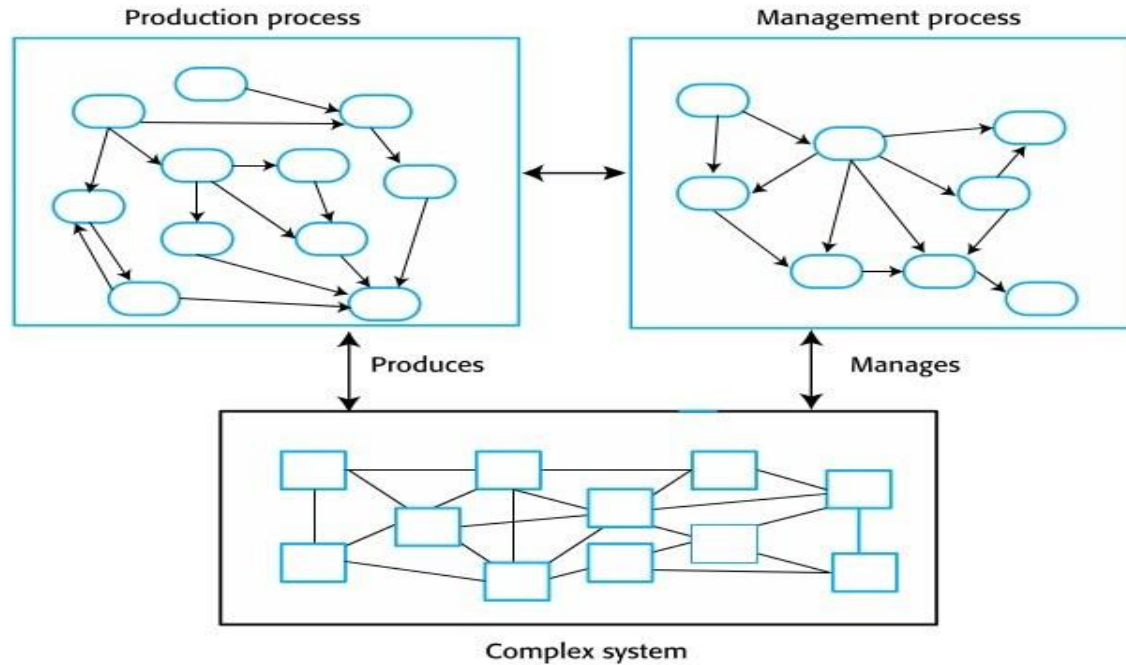 Production process
Management process
Produces
Manages
Complex system